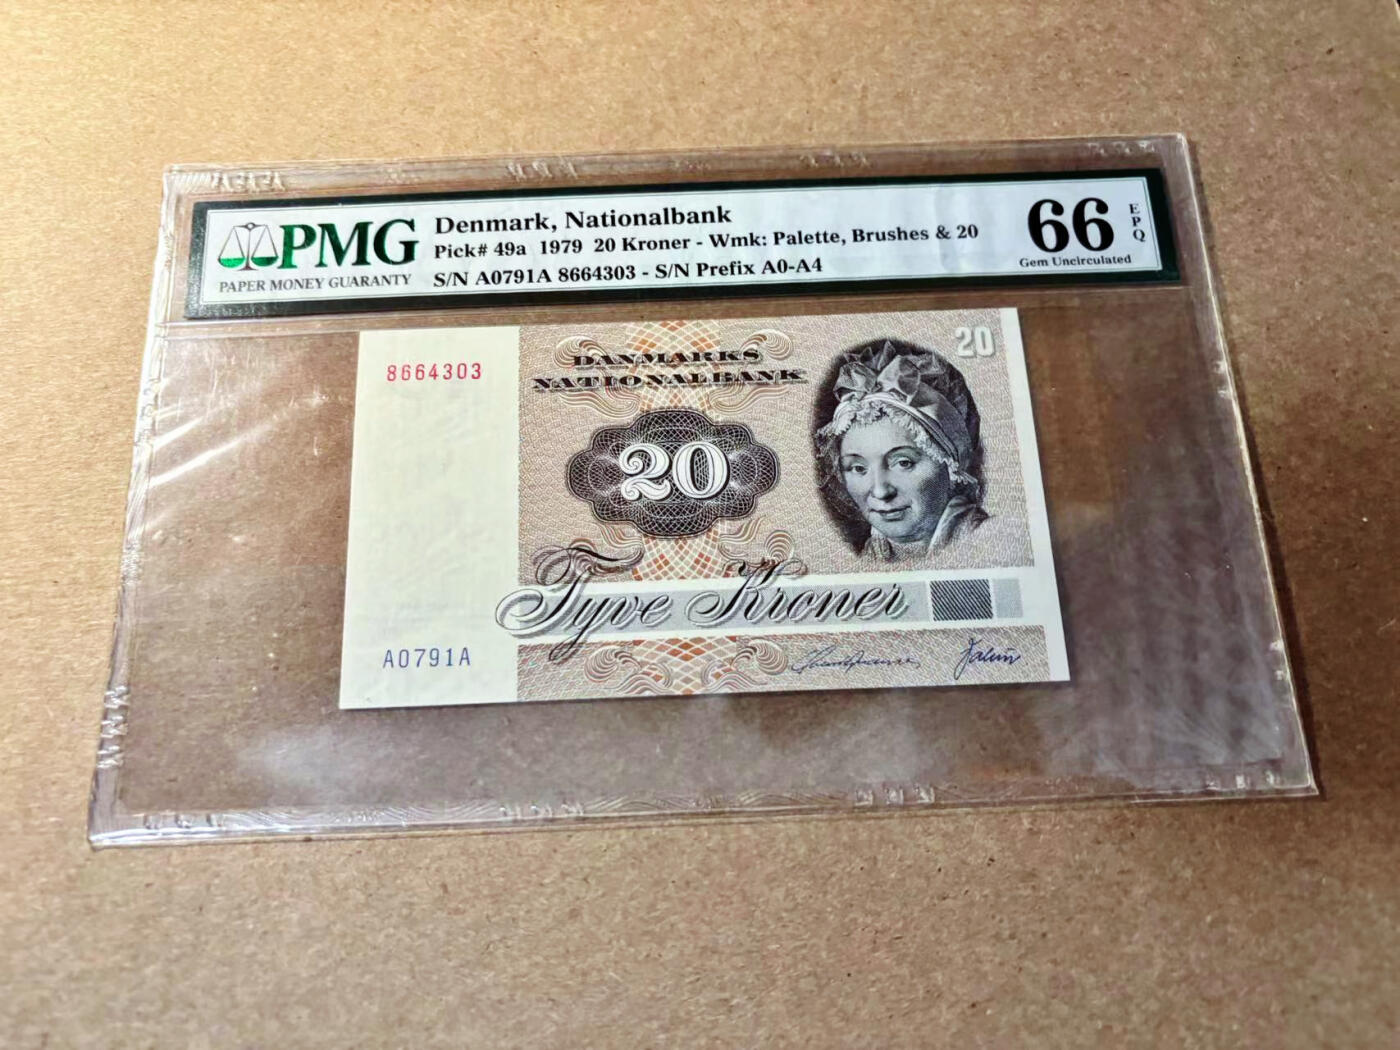 PMG
PAPER MONEY GUARANTY
Denmark, Nationalbank
Pick# 49a 1979 20 Kroner - Wmk: Palette, Brushes & 20
S/N A0791A 8664303 - S/N Prefix A0-A4
66 EPQ
Gem Uncirculated
8664303
DANMARKS
NATIONALBANK
20
20
Tyve Kroner
A0791A